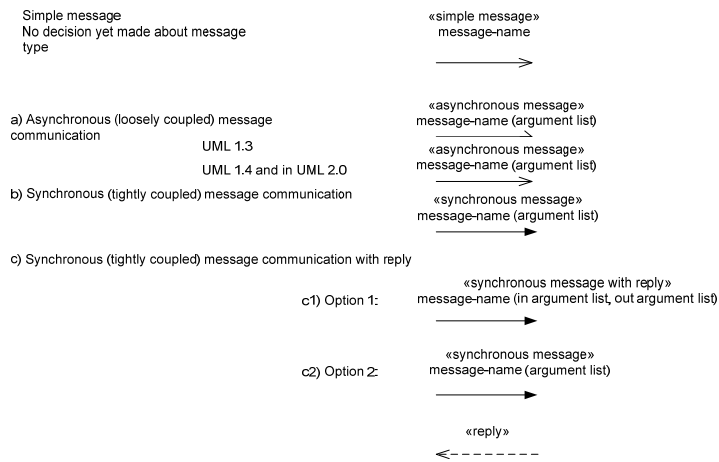 Simple message
No decision yet made about message
type
«simple message»
message-name
a) Asynchronous (loosely coupled) message
communication
«asynchronous message»
message-name (argument list)
UML 1.3
«asynchronous message»
UML 1.4 and in UML 2.0
message-name (argument list)
b) Synchronous (tightly coupled) message communication
«synchronous message»
message-name (argument list)
c) Synchronous (tightly coupled) message communication with reply
«synchronous message with reply»
c1) Option 1:
message-name (in argument list, out argument list)
«synchronous message»
c2) Option 2:
message-name (argument list)
«reply»